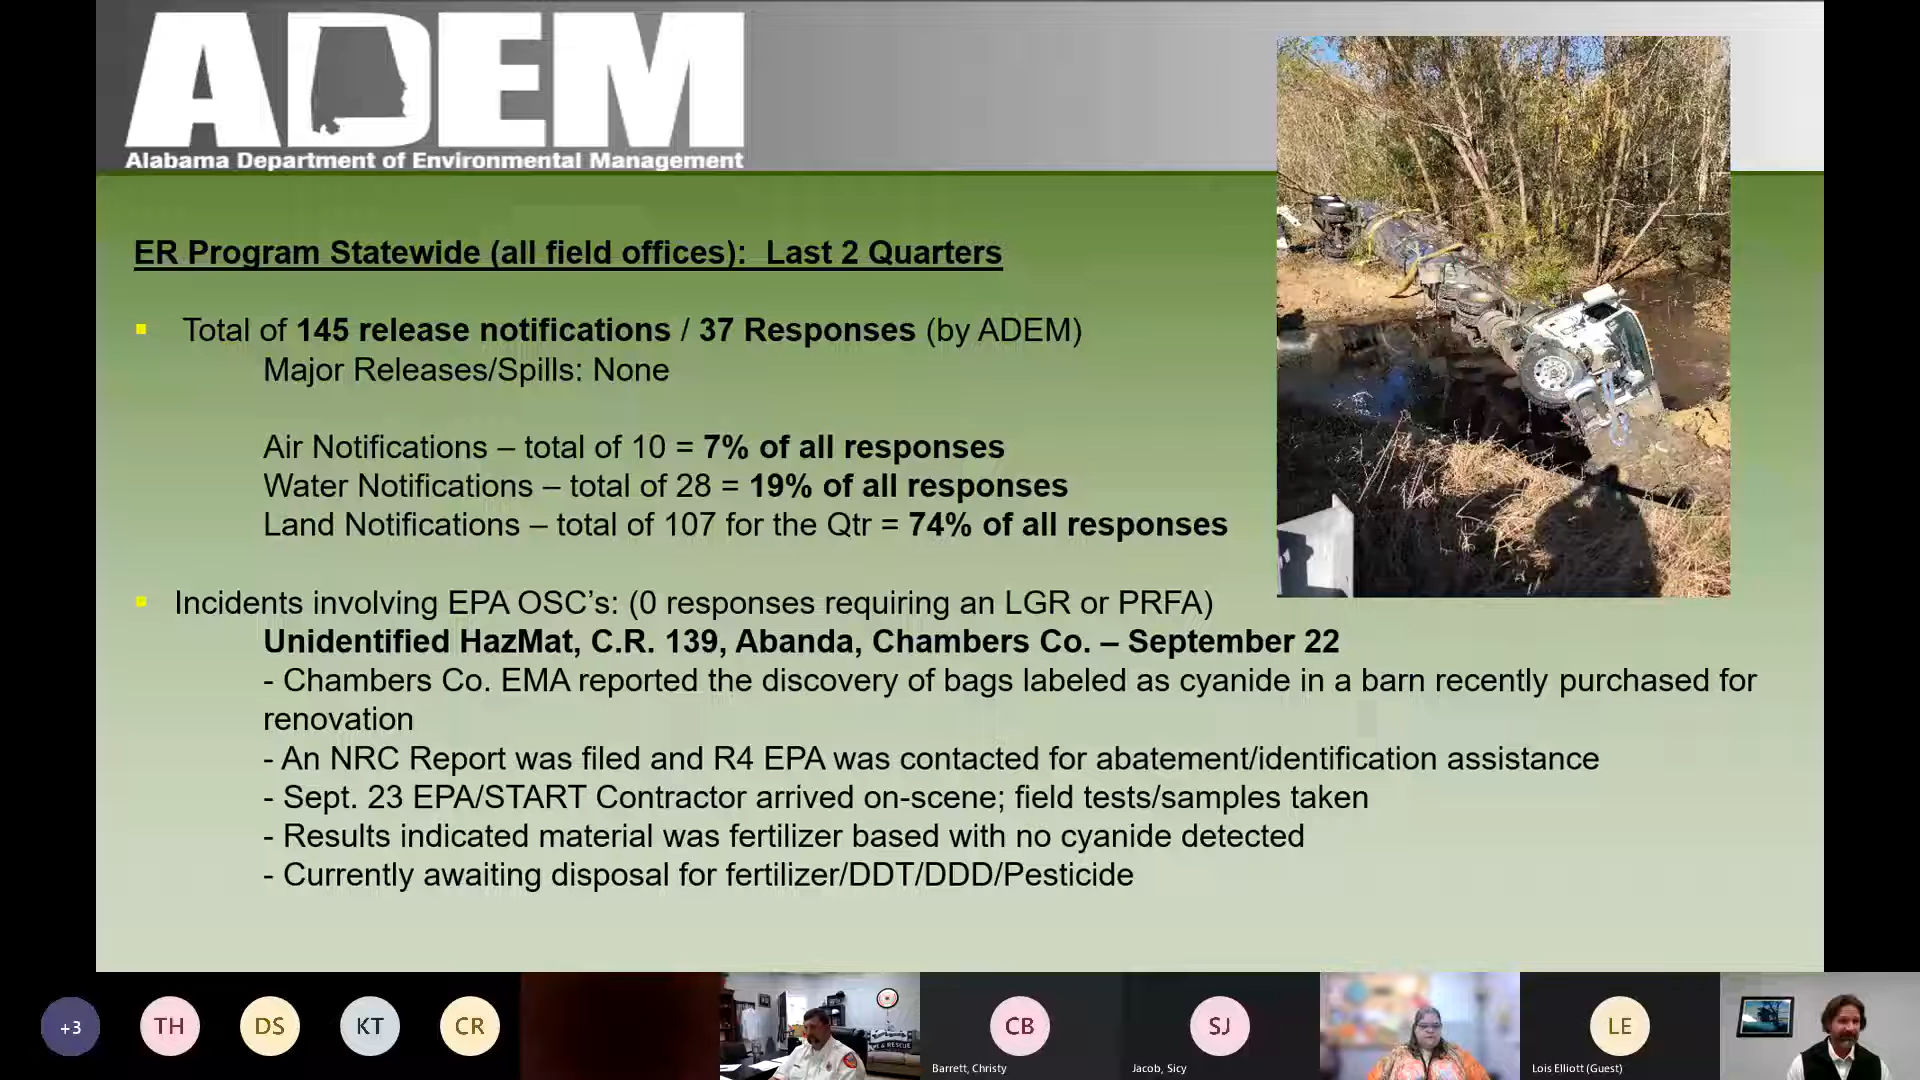 ADEM
Alabama Department of Environmental Management
ER Program Statewide (all field offices): Last 2 Quarters
Total of 145 release notifications / 37 Responses (by ADEM)
Major Releases/Spills: None
Air Notifications – total of 10 = 7% of all responses
Water Notifications – total of 28 = 19% of all responses
Land Notifications – total of 107 for the Qtr = 74% of all responses
Incidents involving EPA OSC’s: (0 responses requiring an LGR or PRFA)
Unidentified HazMat, C.R. 139, Abanda, Chambers Co. – September 22
- Chambers Co. EMA reported the discovery of bags labeled as cyanide in a barn recently purchased for
renovation
- An NRC Report was filed and R4 EPA was contacted for abatement/identification assistance
- Sept. 23 EPA/START Contractor arrived on-scene; field tests/samples taken
- Results indicated material was fertilizer based with no cyanide detected
- Currently awaiting disposal for fertilizer/DDT/DDD/Pesticide
+3
TH
DS
KT
CR
& RESCUE
CB
Barrett, Christy
SJ
Jacob, Sicy
LE
Lois Elliott (Guest)